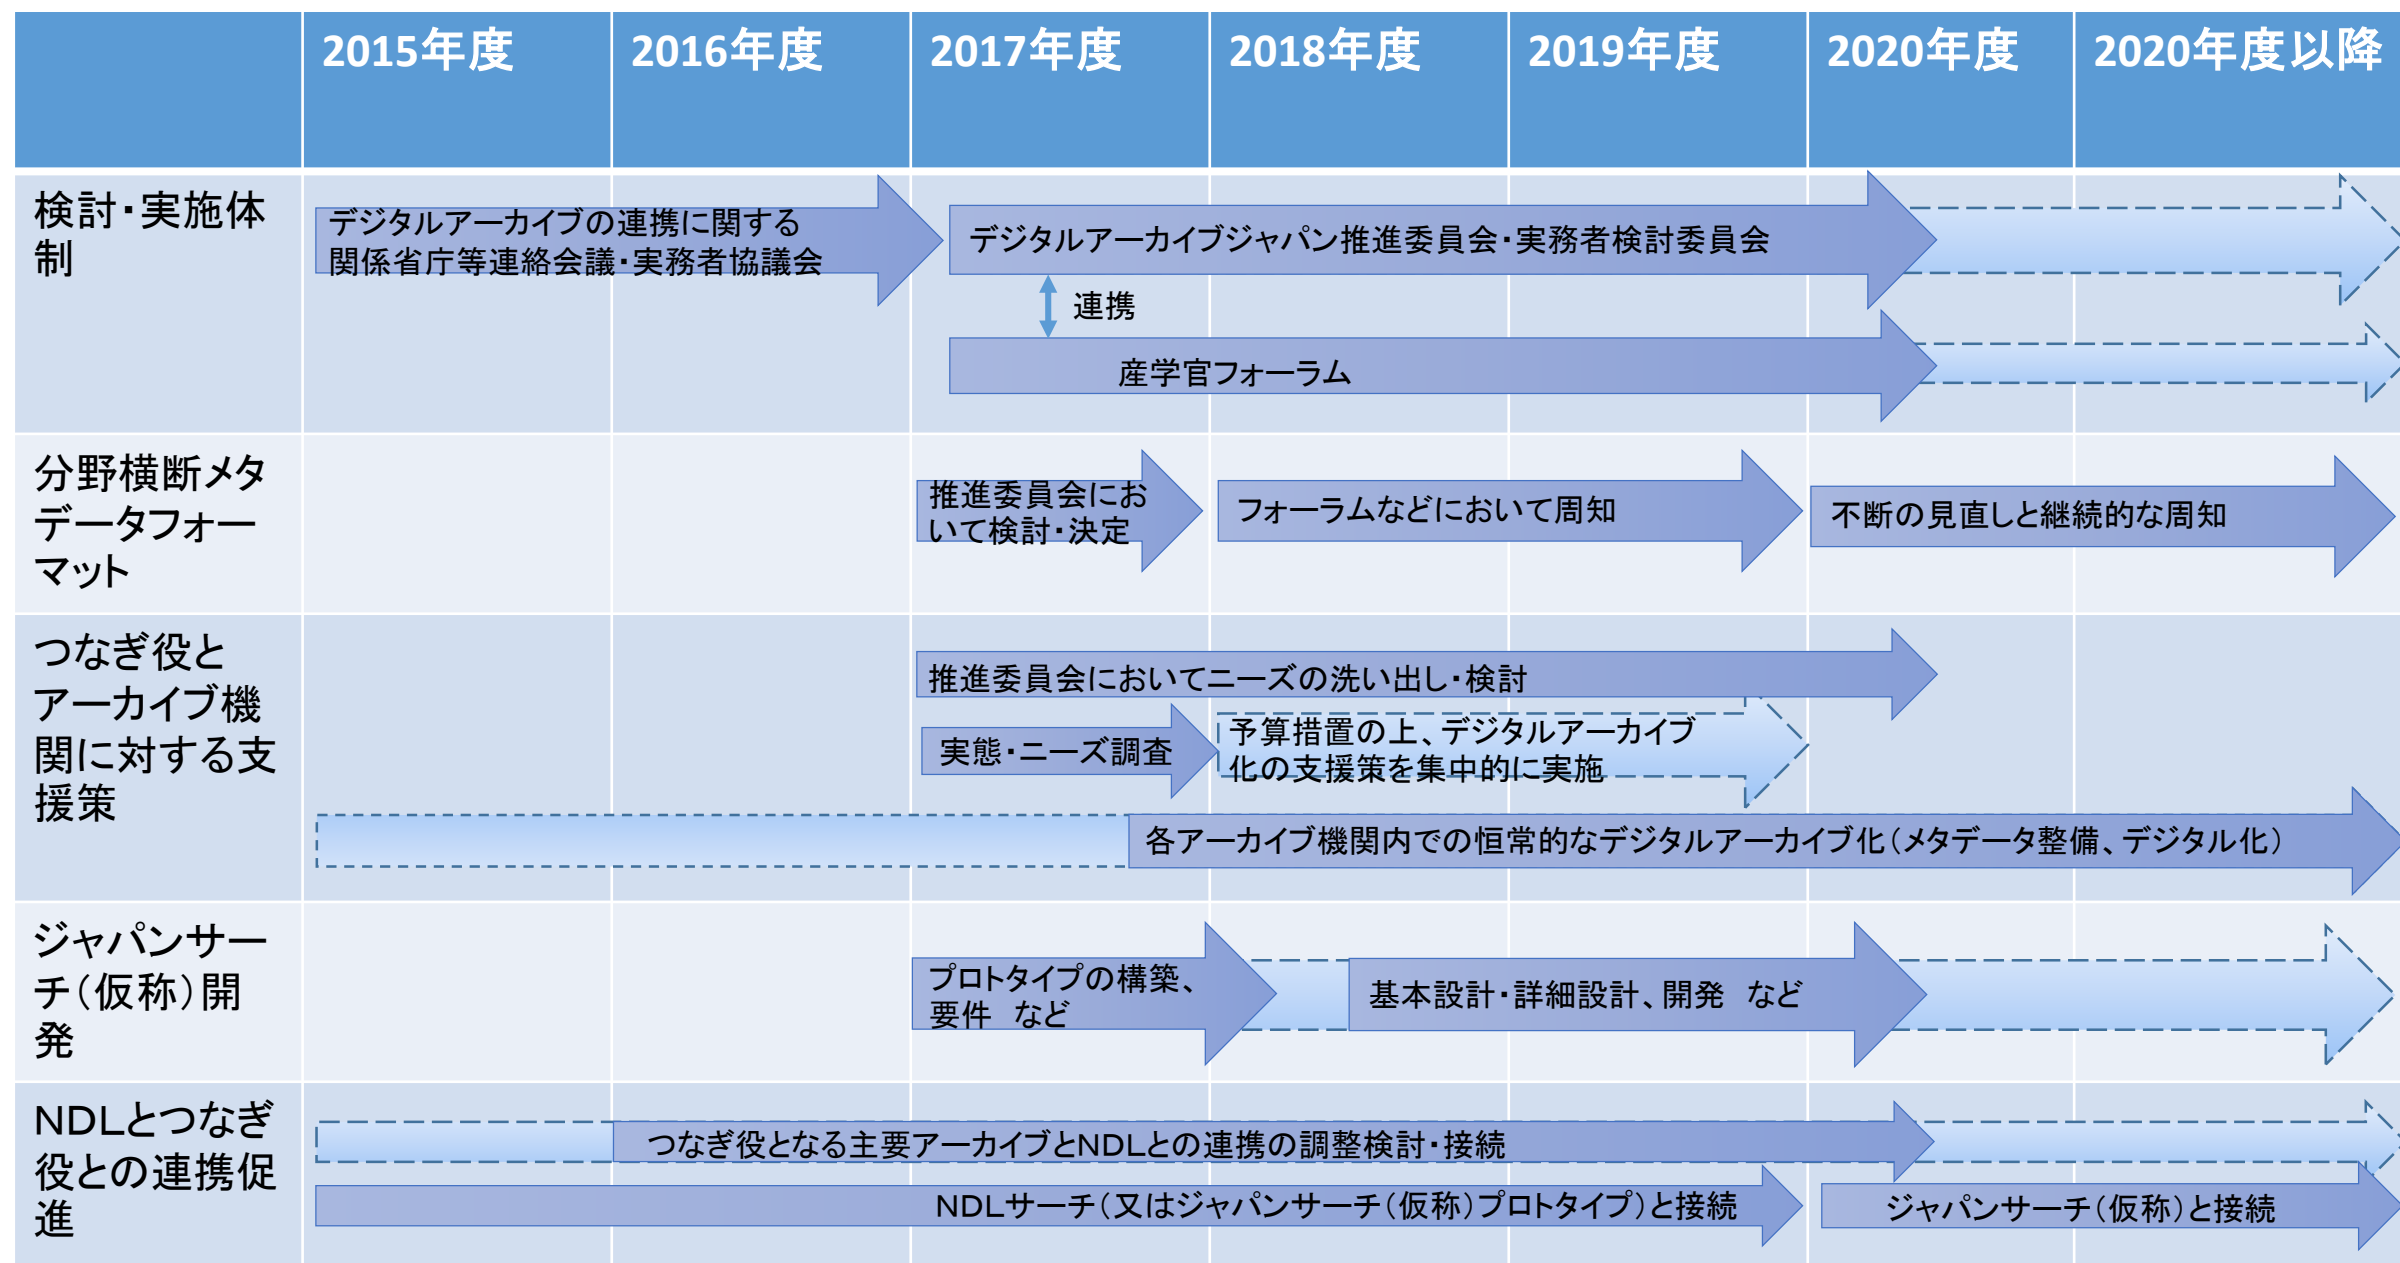 2015年度
2016年度
2017年度
2018年度
2019年度
2020年度
2020年度以降
検討・実施体
制
デジタルアーカイブの連携に関する
関係省庁等連絡会議・実務者協議会
デジタルアーカイブジャパン推進委員会・実務者検討委員会
連携
産学官フォーラム
分野横断メタ
データフォー
マット
推進委員会にお
いて検討・決定
フォーラムなどにおいて周知
不断の見直しと継続的な周知
つなぎ役と
アーカイブ機
関に対する支
援策
推進委員会においてニーズの洗い出し・検討
実態・ニーズ調査
予算措置の上、デジタルアーカイブ
化の支援策を集中的に実施
各アーカイブ機関内での恒常的なデジタルアーカイブ化（メタデータ整備、デジタル化）
ジャパンサー
チ（仮称）開
発
プロトタイプの構築、
要件　など
基本設計・詳細設計、開発　など
ＮＤＬとつなぎ
役との連携促
進
つなぎ役となる主要アーカイブとＮＤＬとの連携の調整検討・接続
ＮＤＬサーチ（又はジャパンサーチ（仮称）プロトタイプ）と接続
ジャパンサーチ（仮称）と接続